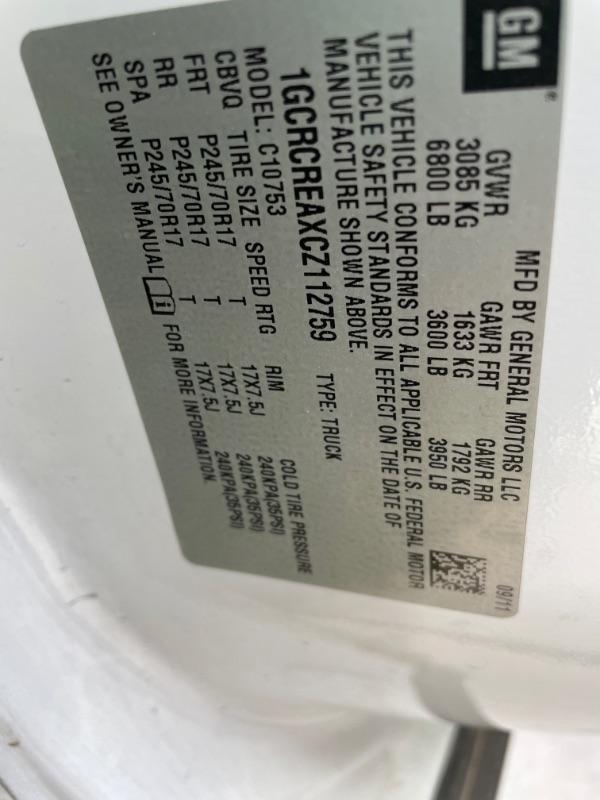 GM®
MFD BY GENERAL MOTORS LLC 09/11
GVWR GAWR FRT GAWR RR
3085 KG 1633 KG 1792 KG
6800 LB 3600 LB 3950 LB
THIS VEHICLE CONFORMS TO ALL APPLICABLE U.S. FEDERAL MOTOR
VEHICLE SAFETY STANDARDS IN EFFECT ON THE DATE OF
MANUFACTURE SHOWN ABOVE.
1GCRCREAXCZ112759 TYPE: TRUCK
MODEL: C10753
CBVQ TIRE SIZE SPEED RTG RIM COLD TIRE PRESSURE
FRT P245/70R17 T 17X7.5J 240KPA(35PSI)
RR P245/70R17 T 17X7.5J 240KPA(35PSI)
SPA P245/70R17 T 17X7.5J 240KPA(35PSI)
SEE OWNER'S MANUAL i FOR MORE INFORMATION.